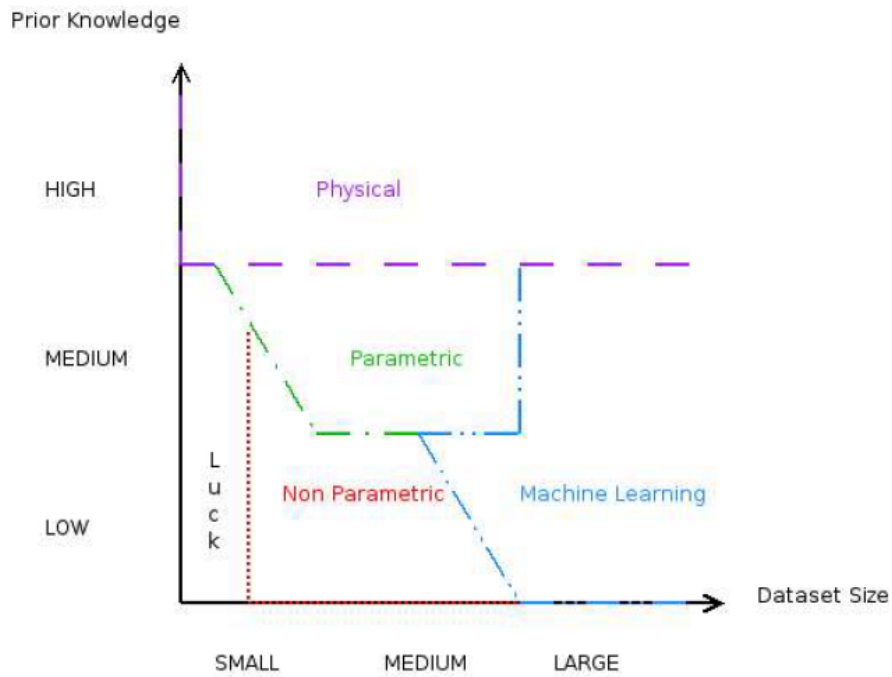 Prior Knowledge
HIGH
Physical
MEDIUM
Parametric
L
u
c
k
Non Parametric
Machine Learning
LOW
Dataset Size
SMALL
MEDIUM
LARGE